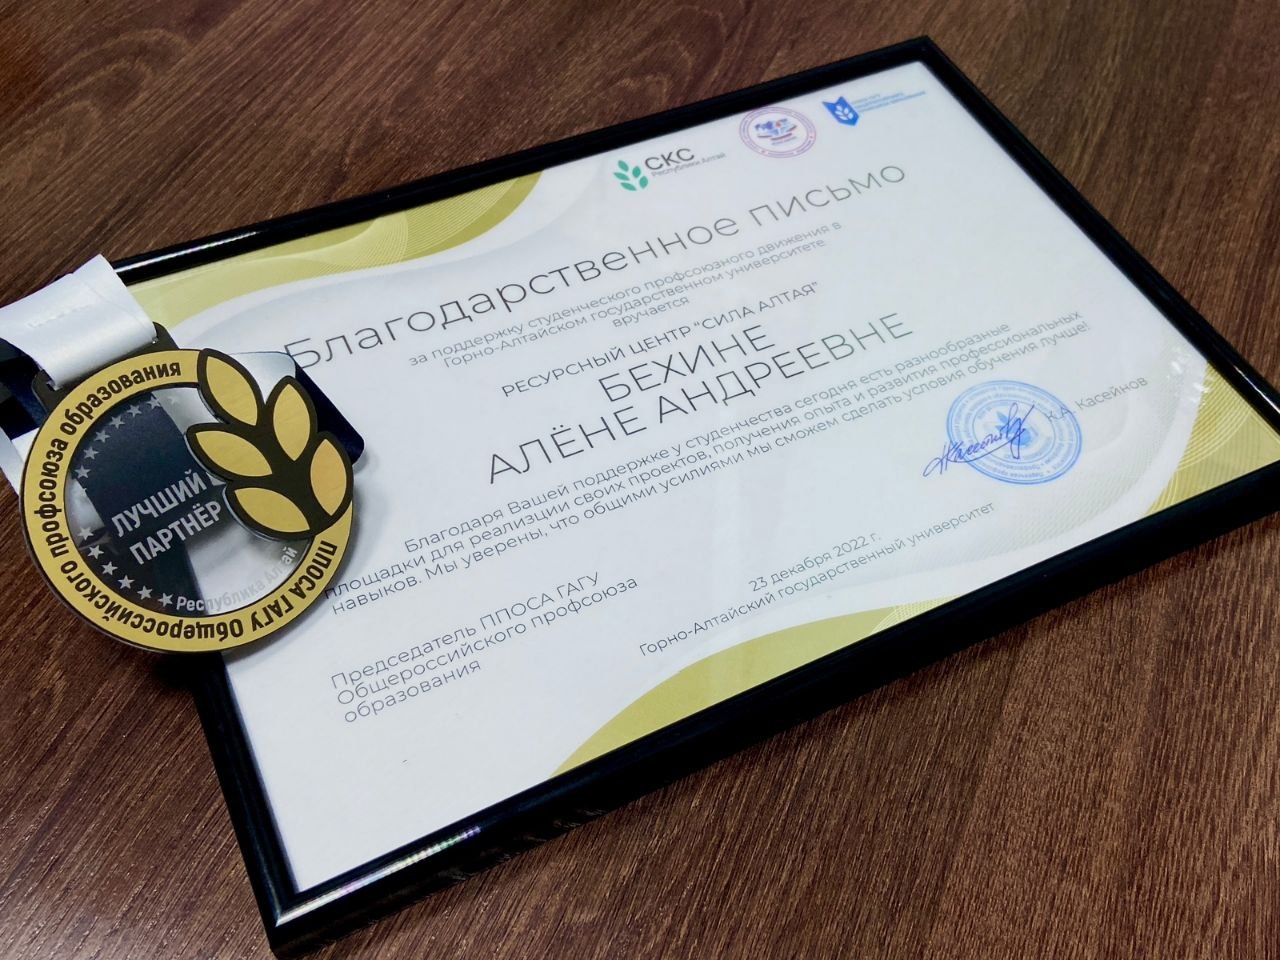 СКС
Республики Алтай
Благодарственное письмо
за поддержку студенческого профсоюзного движения в
Горно-Алтайском государственном университете
вручается
РЕСУРСНЫЙ ЦЕНТР "СИЛА АЛТАЯ"
БЕХИНЕ
АЛЁНЕ АНДРЕЕВНЕ
Благодаря Вашей поддержке у студенчества сегодня есть разнообразные
площадки для реализции своих проектов, получения опыта и развития профессиональных
навыков. Мы уверены, что общими усилиями мы сможем сделать условия обучения лучше!
Председатель ППОСА ГАГУ
Общероссийского профсоюза
образования
К.А. Касейнов
23 декабря 2022 г.
Горно-Алтайский государственный университет
ППОСА ГАГУ Общероссийского профсоюза образования
ЛУЧШИЙ
ПАРТНЁР
Республика Алтай